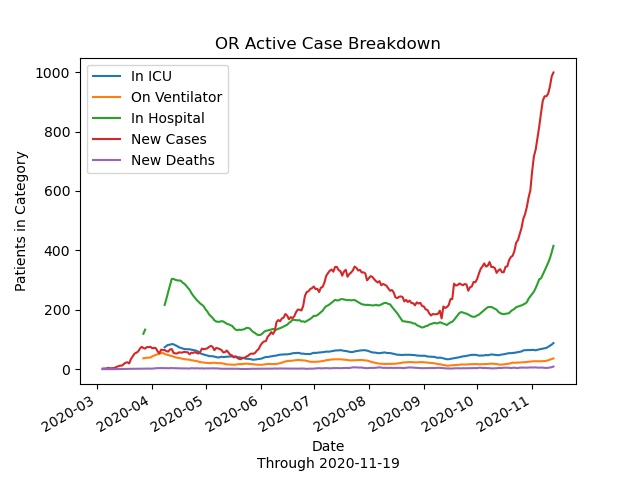 OR Active Case Breakdown
In ICU
On Ventilator
In Hospital
New Cases
New Deaths
Patients in Category
1000
800
600
400
200
0
2020-03
2020-04
2020-05
2020-06
2020-07
2020-08
2020-09
2020-10
2020-11
Date
Through 2020-11-19